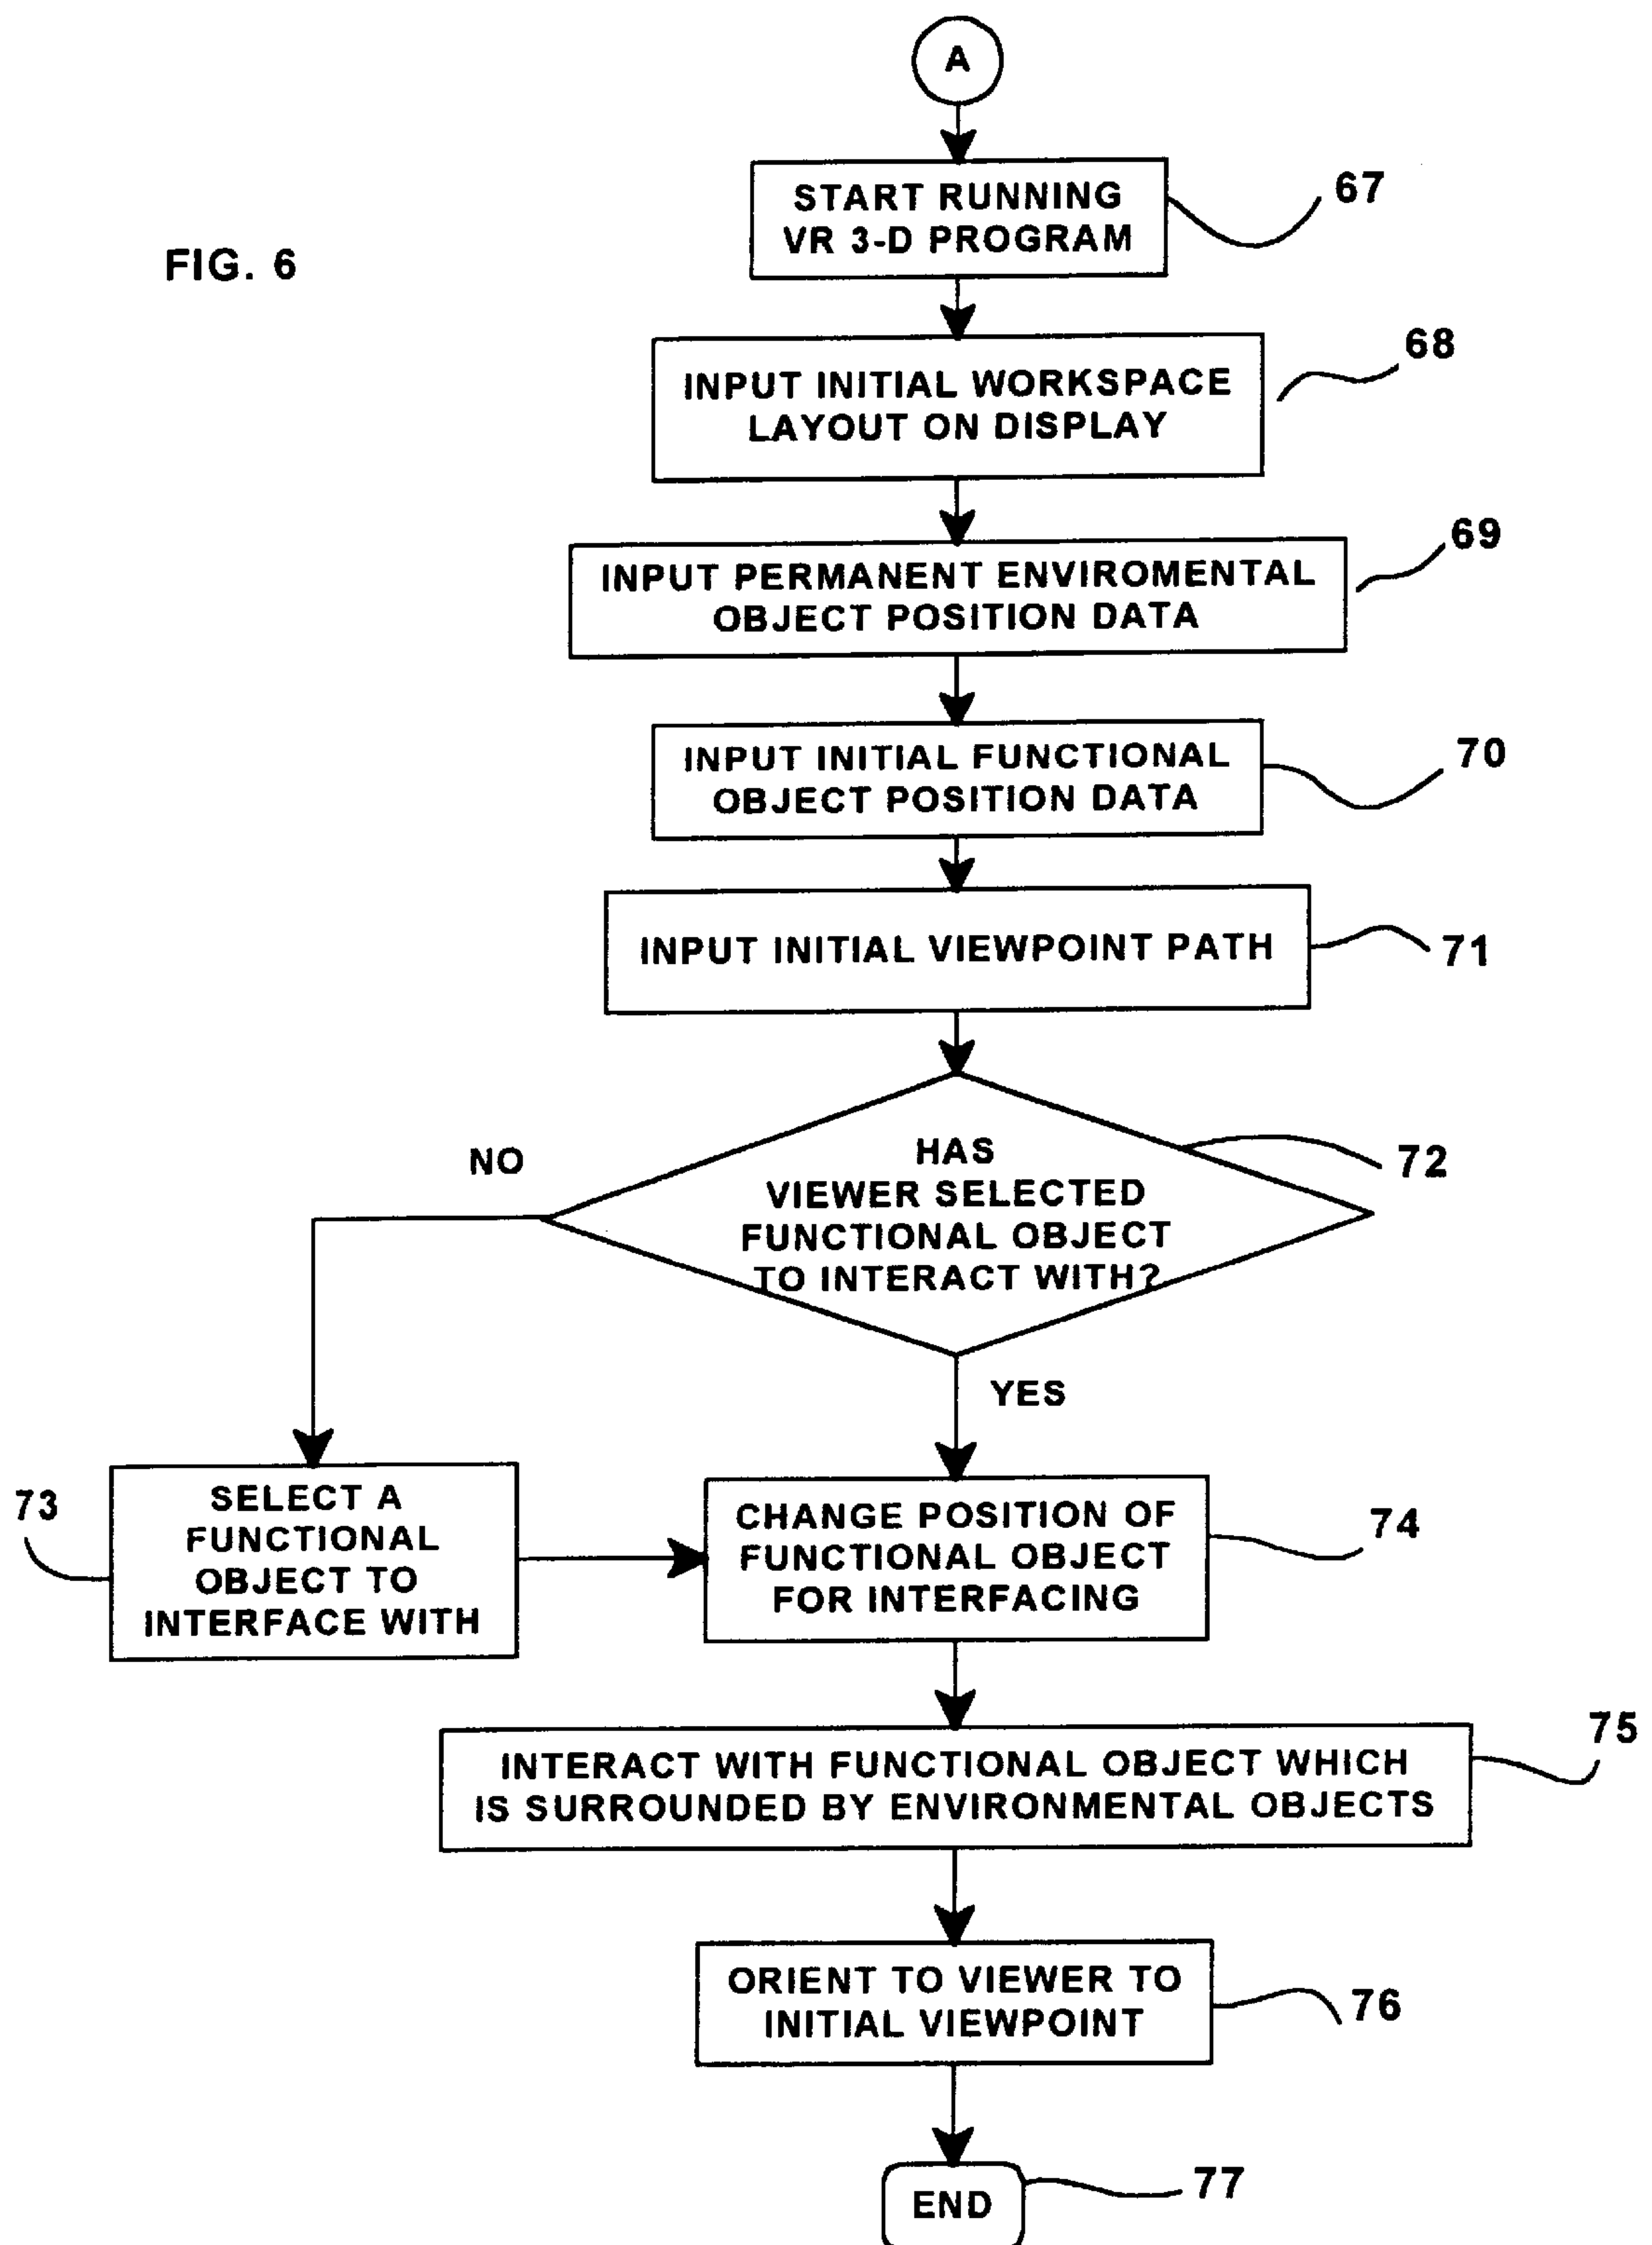 A
START RUNNING
VR 3-D PROGRAM
67
FIG. 6
INPUT INITIAL WORKSPACE
LAYOUT ON DISPLAY
68
INPUT PERMANENT ENVIROMENTAL
OBJECT POSITION DATA
69
INPUT INITIAL FUNCTIONAL
OBJECT POSITION DATA
70
INPUT INITIAL VIEWPOINT PATH
71
HAS
VIEWER SELECTED
FUNCTIONAL OBJECT
TO INTERACT WITH?
72
NO
YES
73
SELECT A
FUNCTIONAL
OBJECT TO
INTERFACE WITH
CHANGE POSITION OF
FUNCTIONAL OBJECT
FOR INTERFACING
74
INTERACT WITH FUNCTIONAL OBJECT WHICH
IS SURROUNDED BY ENVIRONMENTAL OBJECTS
75
ORIENT TO VIEWER TO
INITIAL VIEWPOINT
76
END
77